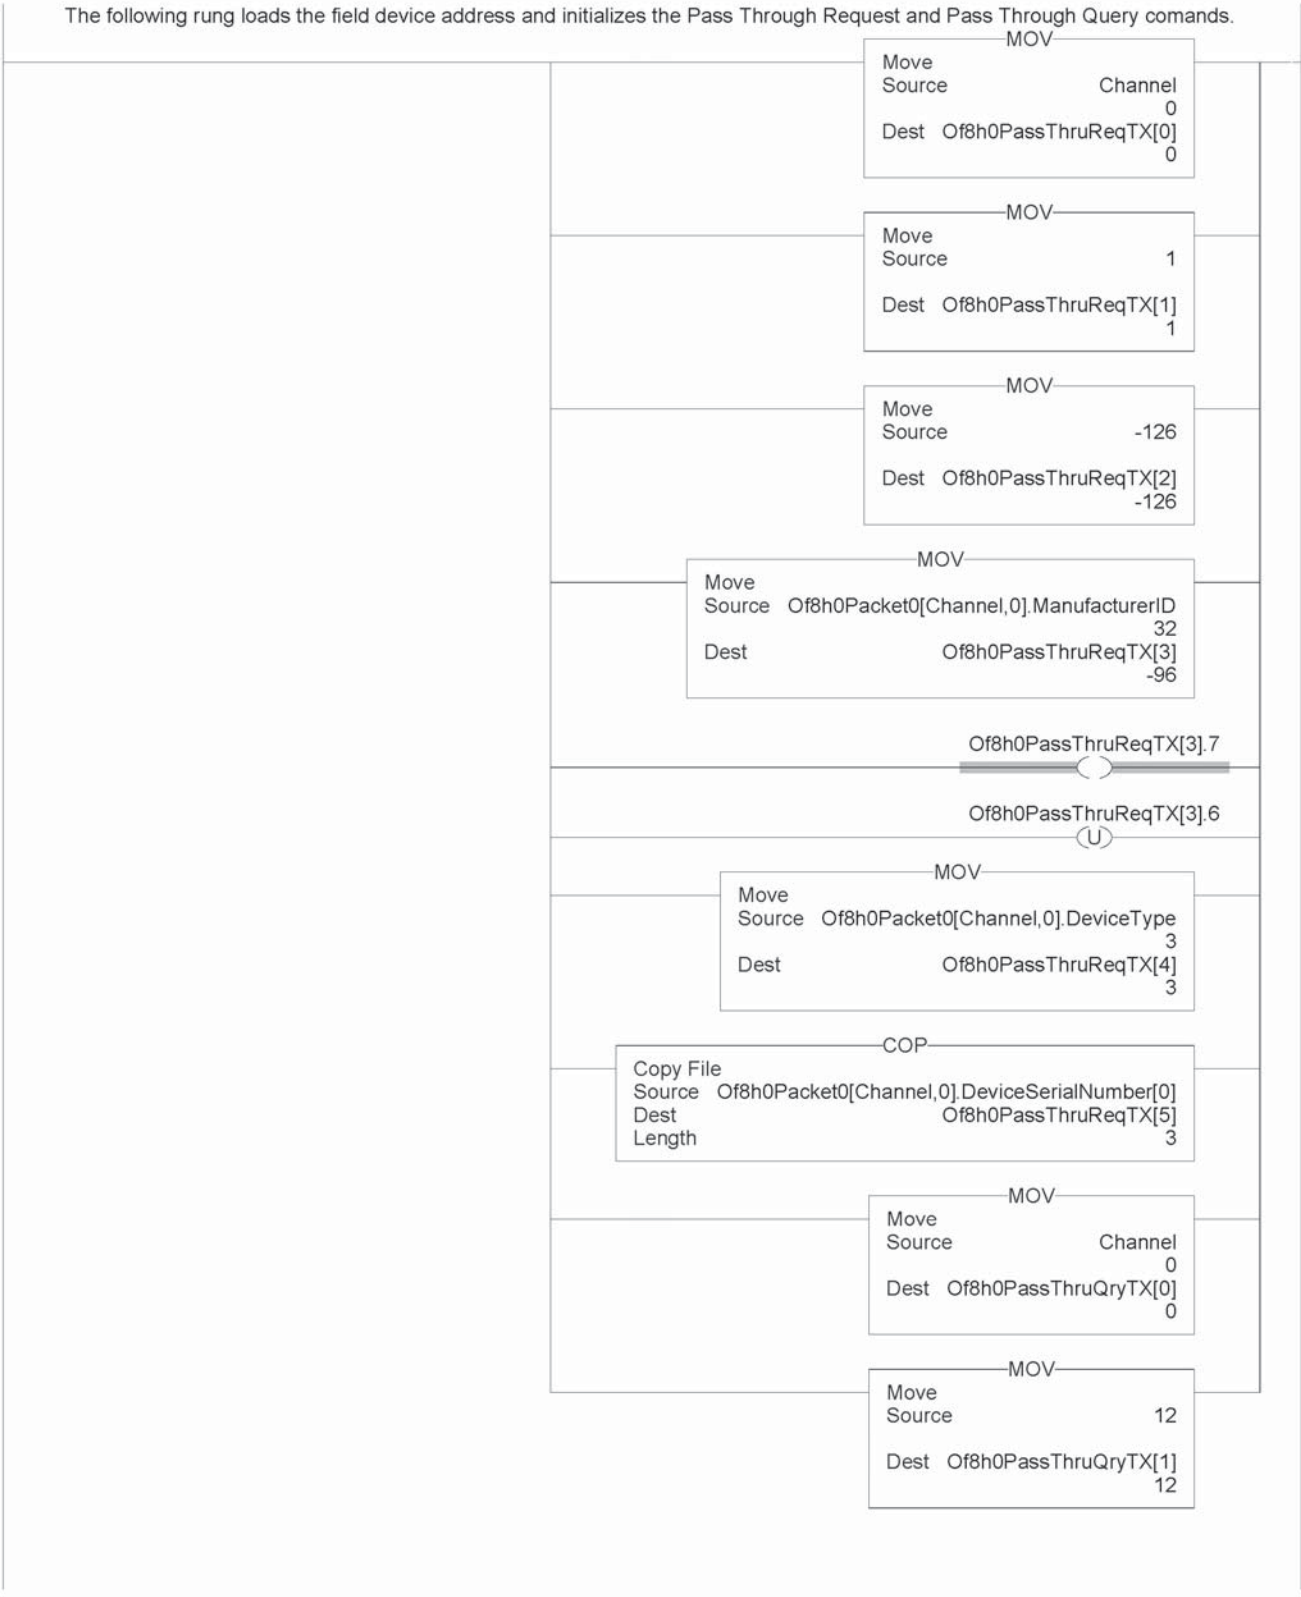 The following rung loads the field device address and initializes the Pass Through Request and Pass Through Query comands.
MOV
Move
Source Channel
0
Dest Of8h0PassThruReqTX[0]
0
MOV
Move
Source 1
Dest Of8h0PassThruReqTX[1]
1
MOV
Move
Source -126
Dest Of8h0PassThruReqTX[2]
-126
MOV
Move
Source Of8h0Packet0[Channel,0].ManufacturerID
32
Dest Of8h0PassThruReqTX[3]
-96
Of8h0PassThruReqTX[3].7
Of8h0PassThruReqTX[3].6
U
MOV
Move
Source Of8h0Packet0[Channel,0].DeviceType
3
Dest Of8h0PassThruReqTX[4]
3
COP
Copy File
Source Of8h0Packet0[Channel,0].DeviceSerialNumber[0]
Dest Of8h0PassThruReqTX[5]
Length 3
MOV
Move
Source Channel
0
Dest Of8h0PassThruQryTX[0]
0
MOV
Move
Source 12
Dest Of8h0PassThruQryTX[1]
12